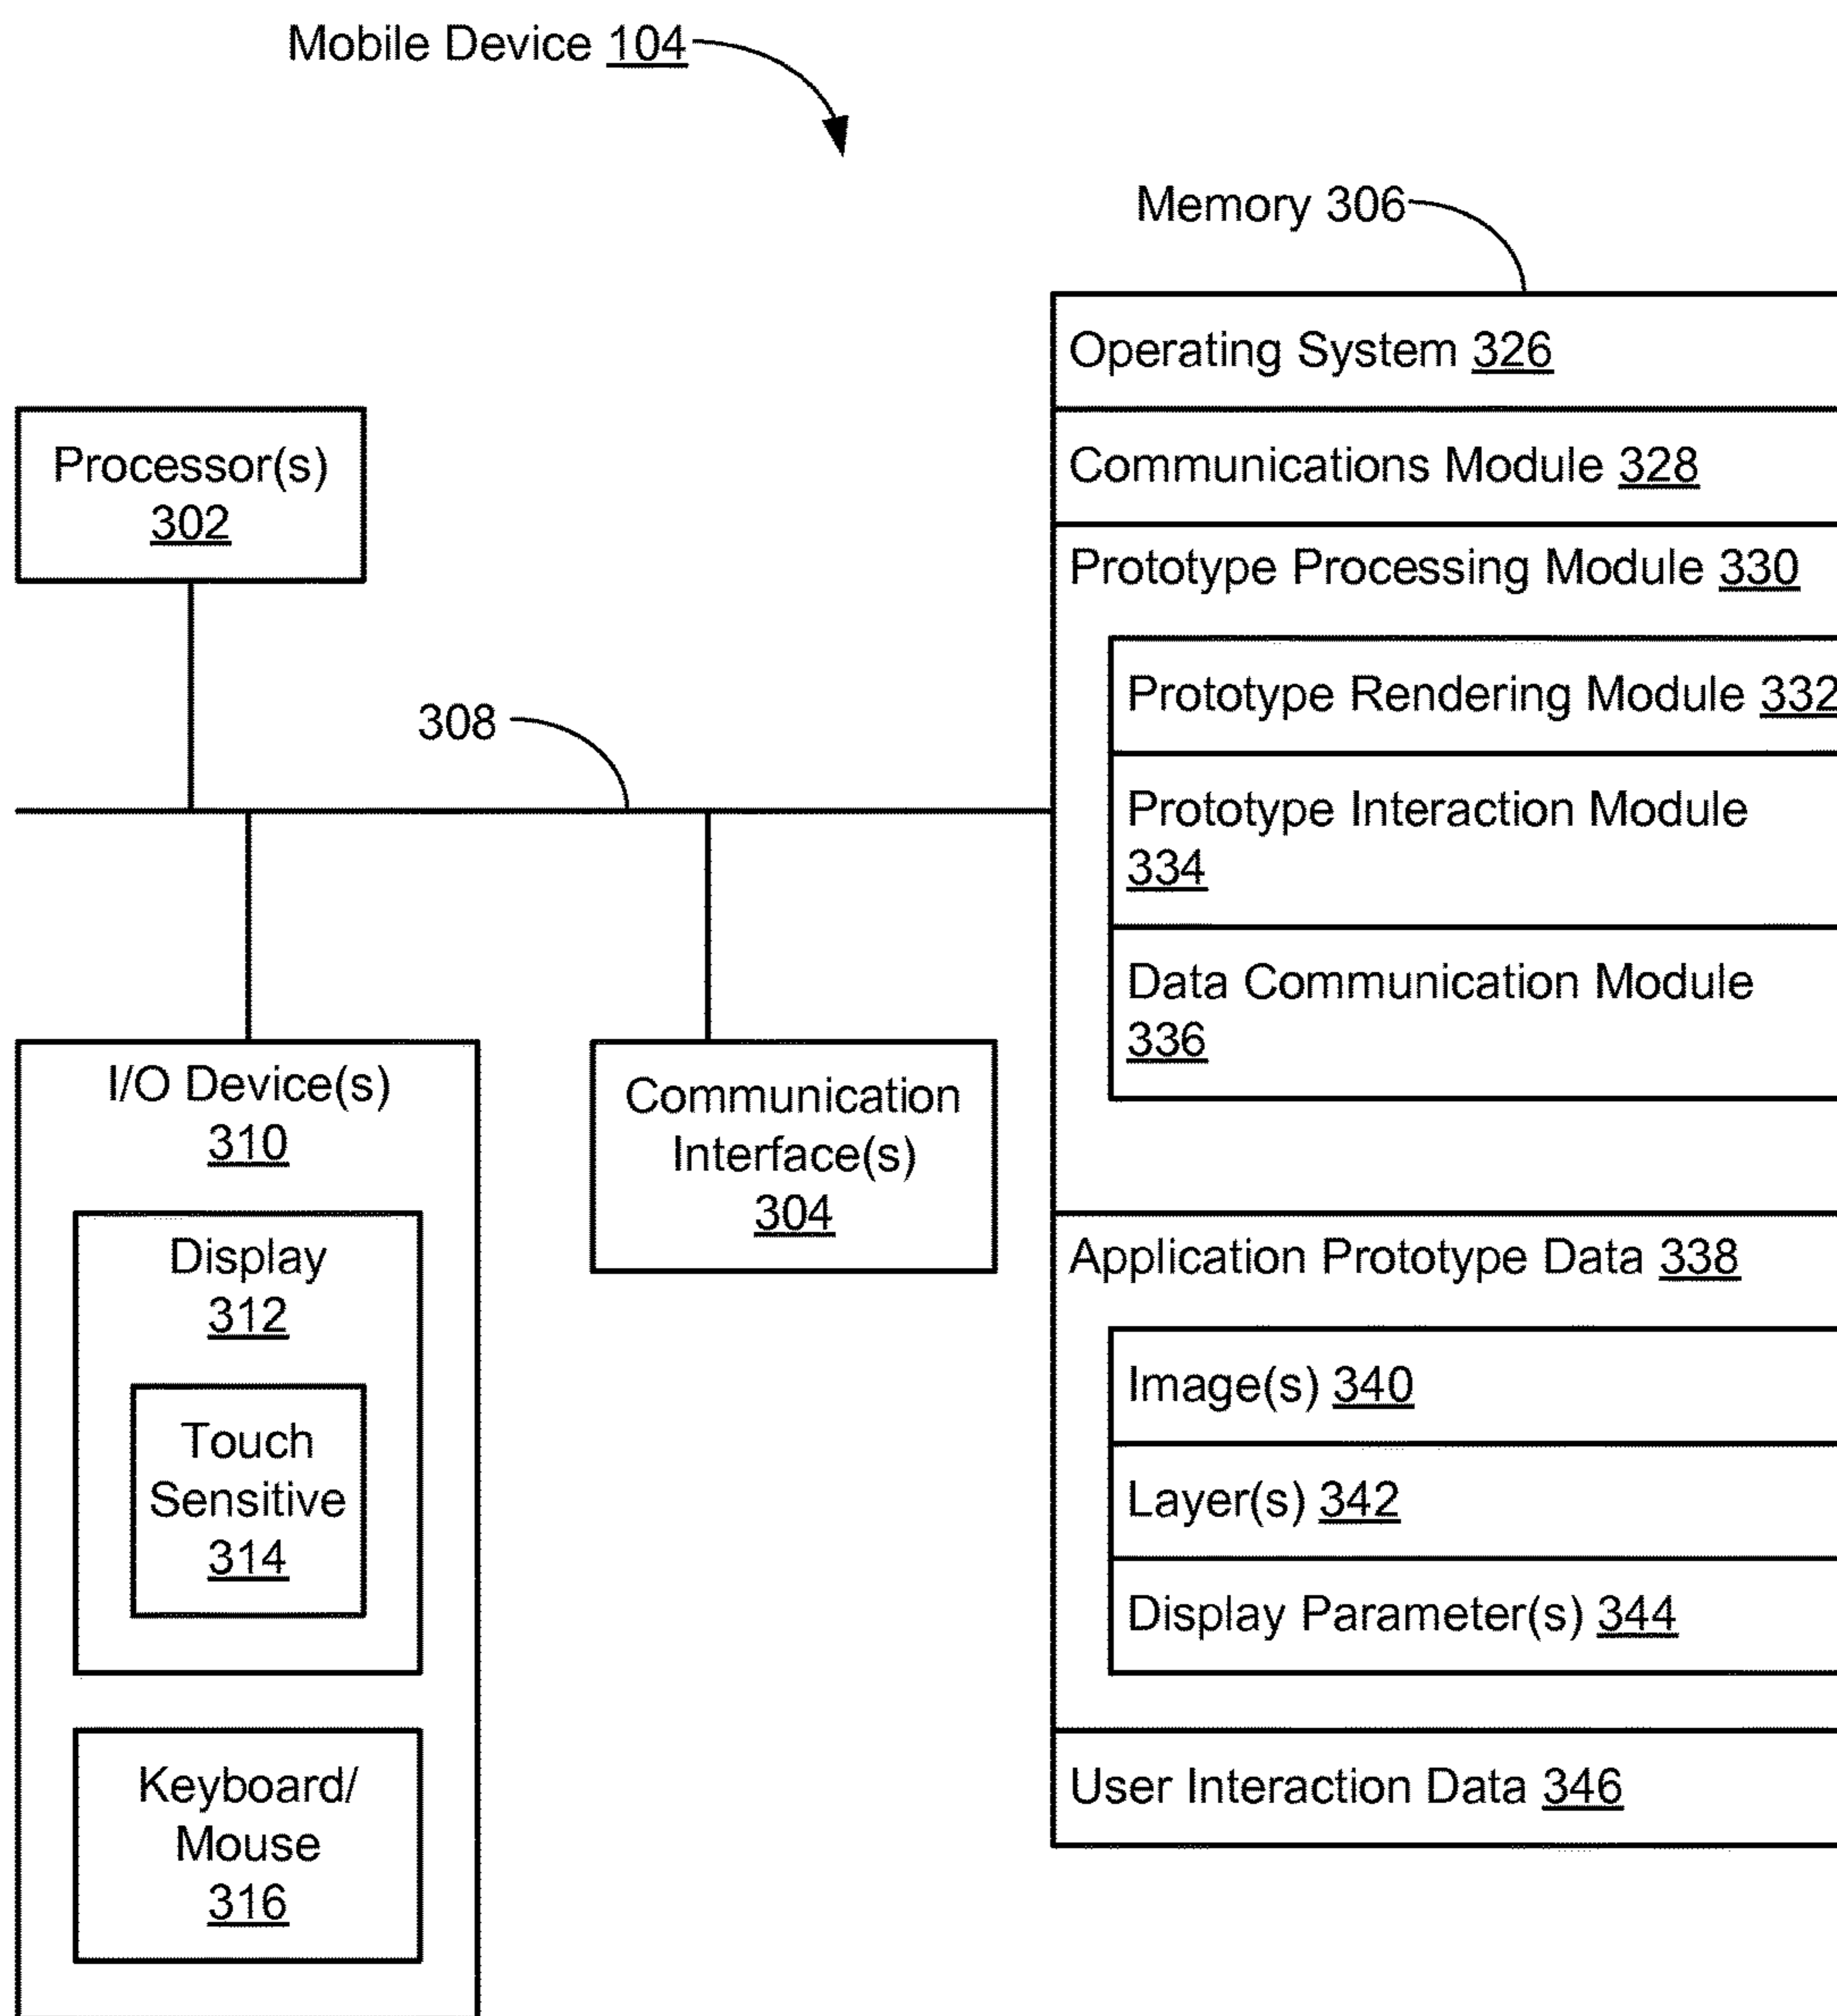 Mobile Device 104
Memory 306
Operating System 326
Communications Module 328
Prototype Processing Module 330
Prototype Rendering Module 332
Prototype Interaction Module
334
Data Communication Module
336
Application Prototype Data 338
Image(s) 340
Layer(s) 342
Display Parameter(s) 344
User Interaction Data 346
Processor(s)
302
308
I/O Device(s)
310
Display
312
Touch
Sensitive
314
Keyboard/
Mouse
316
Communication
Interface(s)
304